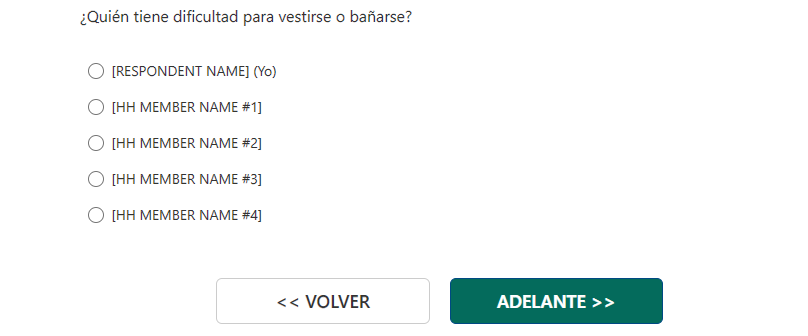 ¿Quién tiene dificultad para vestirse o bañarse?
[RESPONDENT NAME] (Yo)
[HH MEMBER NAME #1]
[HH MEMBER NAME #2]
[HH MEMBER NAME #3]
[HH MEMBER NAME #4]
<< VOLVER
ADELANTE >>